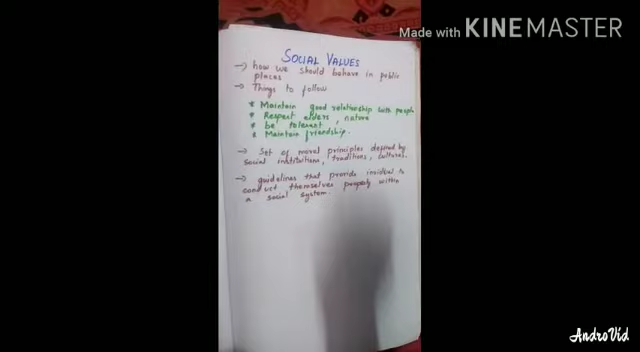 Made with KINEMASTER
SOCIAL VALUES
→ how we should behave in public
places
→ Things to follow
* Maintain good relationship with people
* Respect elders, nature
* be tolerant
* Maintain friendship.
→ Set of moral principles defined by
social institutions, traditions, cultures.
→ guidelines that provide invidual to
conduct themselves properly within
a social system.
AndroVid